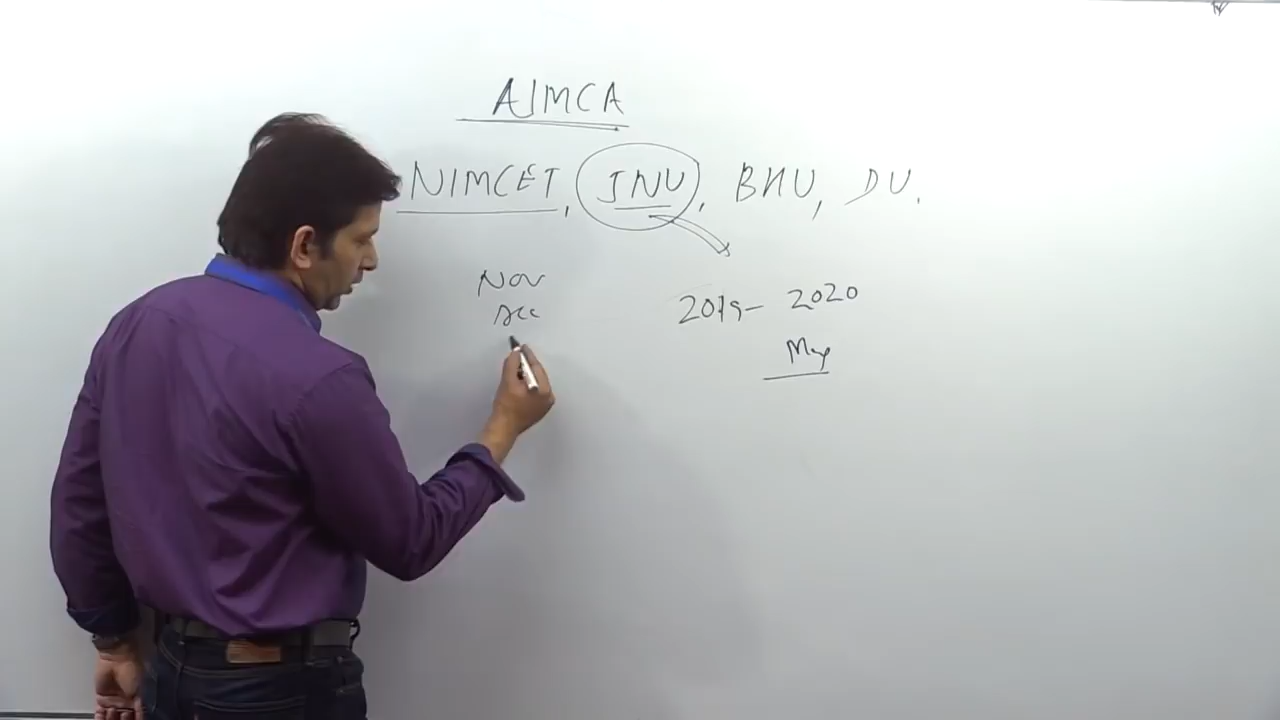 AIMCA
NIMCET, JNU, BHU, DU.
Nov
Dec
2019- 2020
May